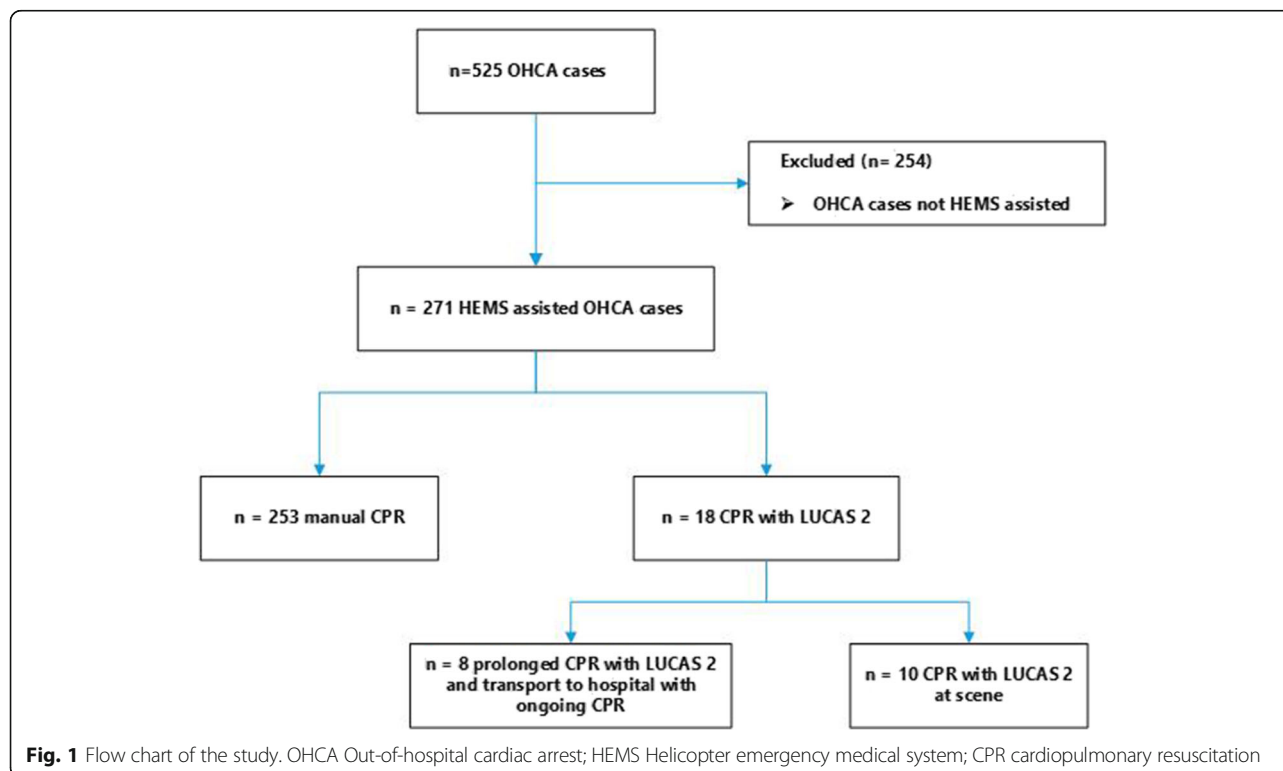 n=525 OHCA cases
Excluded (n= 254)
➤ OHCA cases not HEMS assisted
n = 271 HEMS assisted OHCA cases
n = 253 manual CPR
n = 18 CPR with LUCAS 2
n = 8 prolonged CPR with LUCAS 2
and transport to hospital with
ongoing CPR
n = 10 CPR with LUCAS 2
at scene
Fig. 1 Flow chart of the study. OHCA Out-of-hospital cardiac arrest; HEMS Helicopter emergency medical system; CPR cardiopulmonary resuscitation